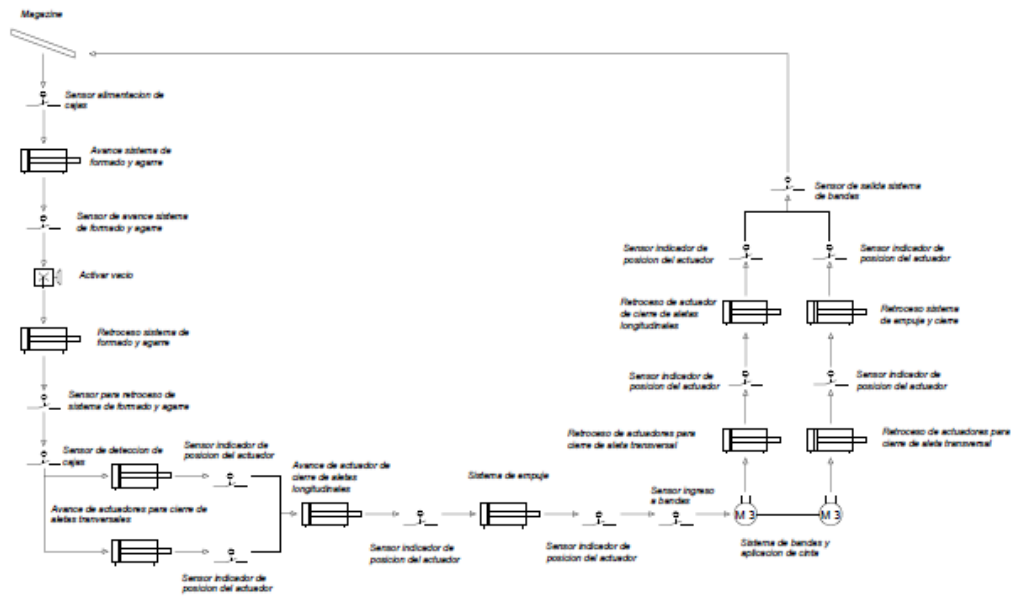 Magazine
Sensor alimentacion de
cajas
Avance sistema de
formado y agarre
Sensor de avance sistema
de formado y agarre
Activar vacio
Retroceso sistema de
formado y agarre
Sensor para retroceso de
sistema de formado y agarre
Sensor de deteccion de
cajas
Sensor indicador de
posicion del actuador
Avance de actuadores para cierre de
aletas tranversales
Sensor indicador de
posicion del actuador
Avance de actuador de
cierre de aletas
longitudinales
Sensor indicador de
posicion del actuador
Sistema de empuje
Sensor indicador de
posicion del actuador
Sensor ingreso
a bandas
M 3
M 3
Sistema de bandas y
aplicacion de cinta
Retroceso de actuadores para
cierre de aleta transversal
Retroceso de actuadores para
cierre de aleta transversal
Sensor indicador de
posicion del actuador
Sensor indicador de
posicion del actuador
Retroceso de actuador
de cierre de aletas
longitudinales
Retroceso sistema
de empuje y cierre
Sensor indicador de
posicion del actuador
Sensor indicador de
posicion del actuador
Sensor de salida sistema
de bandas